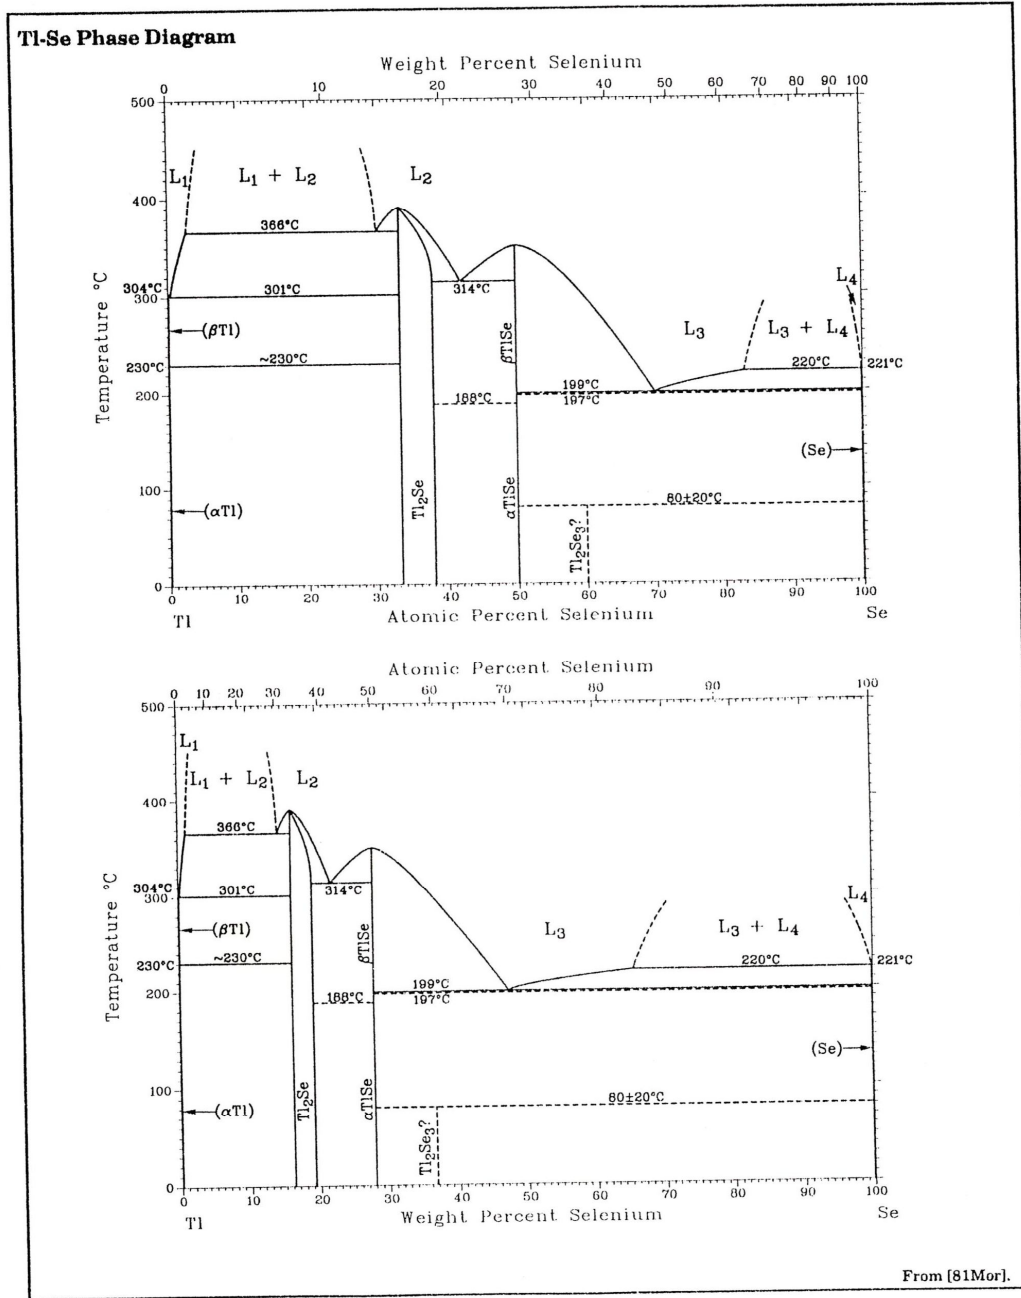 Tl-Se Phase Diagram
Weight Percent Selenium
0 10 20 30 40 50 60 70 80 90 100
500
L₁ L₁ + L₂ L₂
400
366°C
L₄
304°C 301°C 314°C
300
L₃ L₃ + L₄
(βTl)
βTlSe
~230°C 220°C 221°C
230°C
199°C
200 188°C 197°C
(Se)
100 80±20°C
(αTl)
Tl₂Se
αTlSe
Tl₂Se₃?
0
Temperature °C
0 10 20 30 40 50 60 70 80 90 100
Tl Atomic Percent Selenium Se
Atomic Percent Selenium
0 10 20 30 40 50 60 70 80 90 100
500
L₁
L₁ + L₂ L₂
400
366°C
304°C 301°C 314°C
300
L₄
(βTl)
βTlSe
L₃ L₃ + L₄
~230°C 220°C 221°C
230°C
199°C
200 188°C 197°C
(Se)
100 80±20°C
(αTl)
Tl₂Se
αTlSe
Tl₂Se₃?
0
Temperature °C
0 10 20 30 40 50 60 70 80 90 100
Tl Weight Percent Selenium Se
From [81Mor].